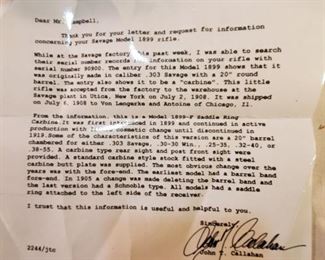 Dear Mr. Campbell,
Thank you for your letter and request for information
concerning your Savage Model 1899 rifle.
While at the Savage factory this past week, I was able to search
their serial number records for information on your rifle with
serial number 90900. The entry for this Model 1899 shows that it
was originally made in caliber .303 Savage with a 20" round
barrel. The entry also shows it to be a "carbine". This little
rifle was accepted from the factory to the warehouse at the
Savage plant in Utica, New York on July 2, 1908. It was shipped
on July 6, 1908 to Von Lengerke and Antoine of Chicago, Il.
From the information, this is a Model 1899-F Saddle Ring
Carbine. It was first introduced in 1899 and continued in active
production with cosmetic change until discontinued in
1919. Some of the characteristics of this version are a 20" barrel
chambered for either .303 Savage, .30-30 Win., .25-35, .32-40, or
.38-55. A carbine type rear and post front sight were
provided. A standard carbine style stock fitted with a steel
carbine butt plate was supplied. The most obvious change over the
years was with the fore-end. The earliest model had a barrel band
fore-end. In 1905 a change was made deleting the barrel band and
the last version had a Schnoble type. All models had a saddle
ring attached to the left side of the receiver.
I trust that this information is useful and helpful to you.
Sincerely,
John T. Callahan
John T. Callahan
2244/jtc